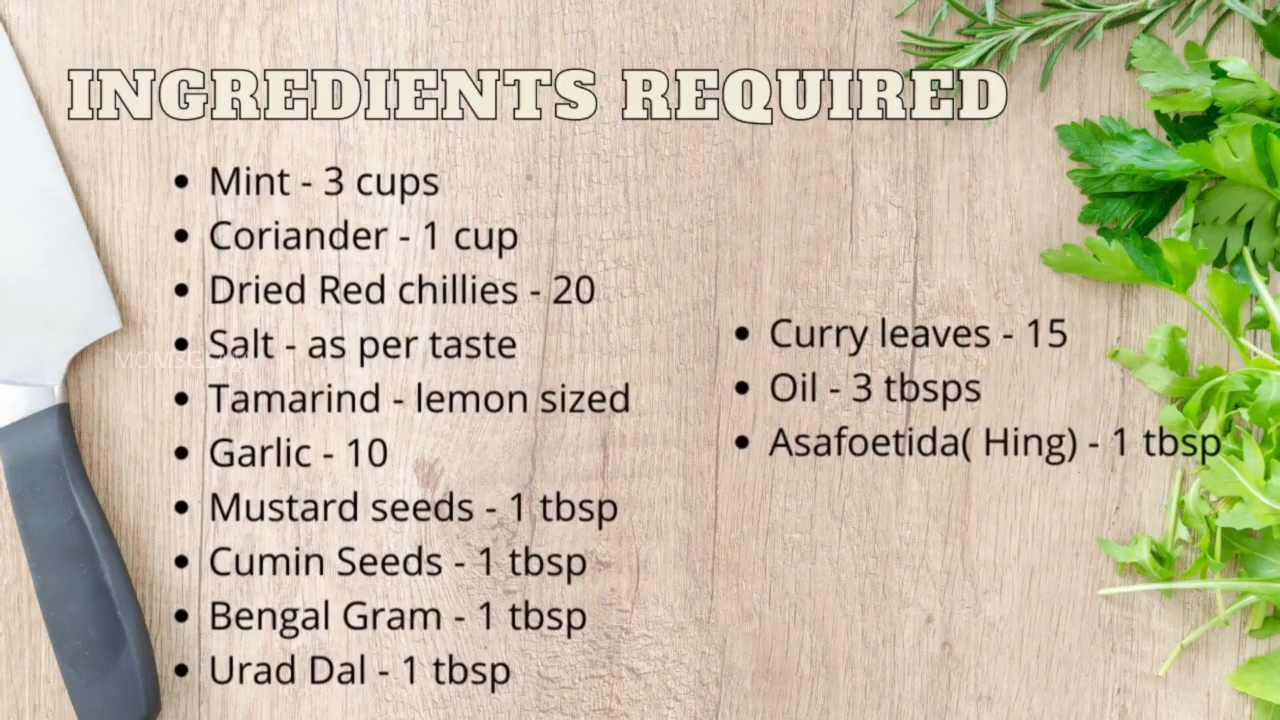 INGREDIENTS REQUIRED
• Mint - 3 cups
• Coriander - 1 cup
• Dried Red chillies - 20
• Salt - as per taste
• Tamarind - lemon sized
• Garlic - 10
• Mustard seeds - 1 tbsp
• Cumin Seeds - 1 tbsp
• Bengal Gram - 1 tbsp
• Urad Dal - 1 tbsp
• Curry leaves - 15
• Oil - 3 tbsps
• Asafoetida( Hing) - 1 tbsp